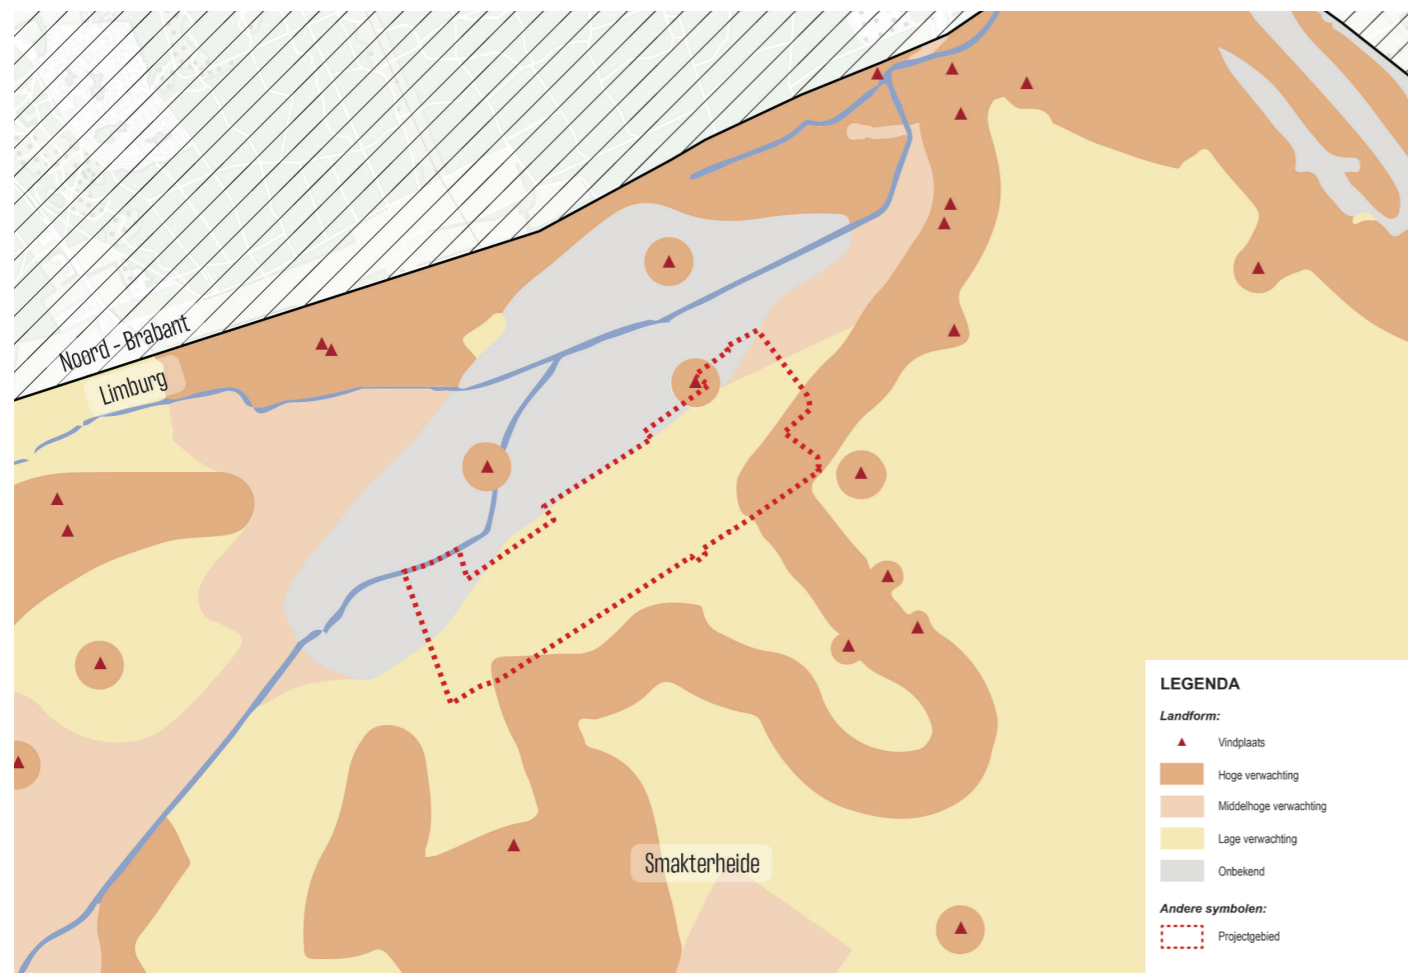 Noord - Brabant
Limburg
Smakterheide
LEGENDA
Landform:
Vindplaats
Hoge verwachting
Middelhoge verwachting
Lage verwachting
Onbekend
Andere symbolen:
Projectgebied